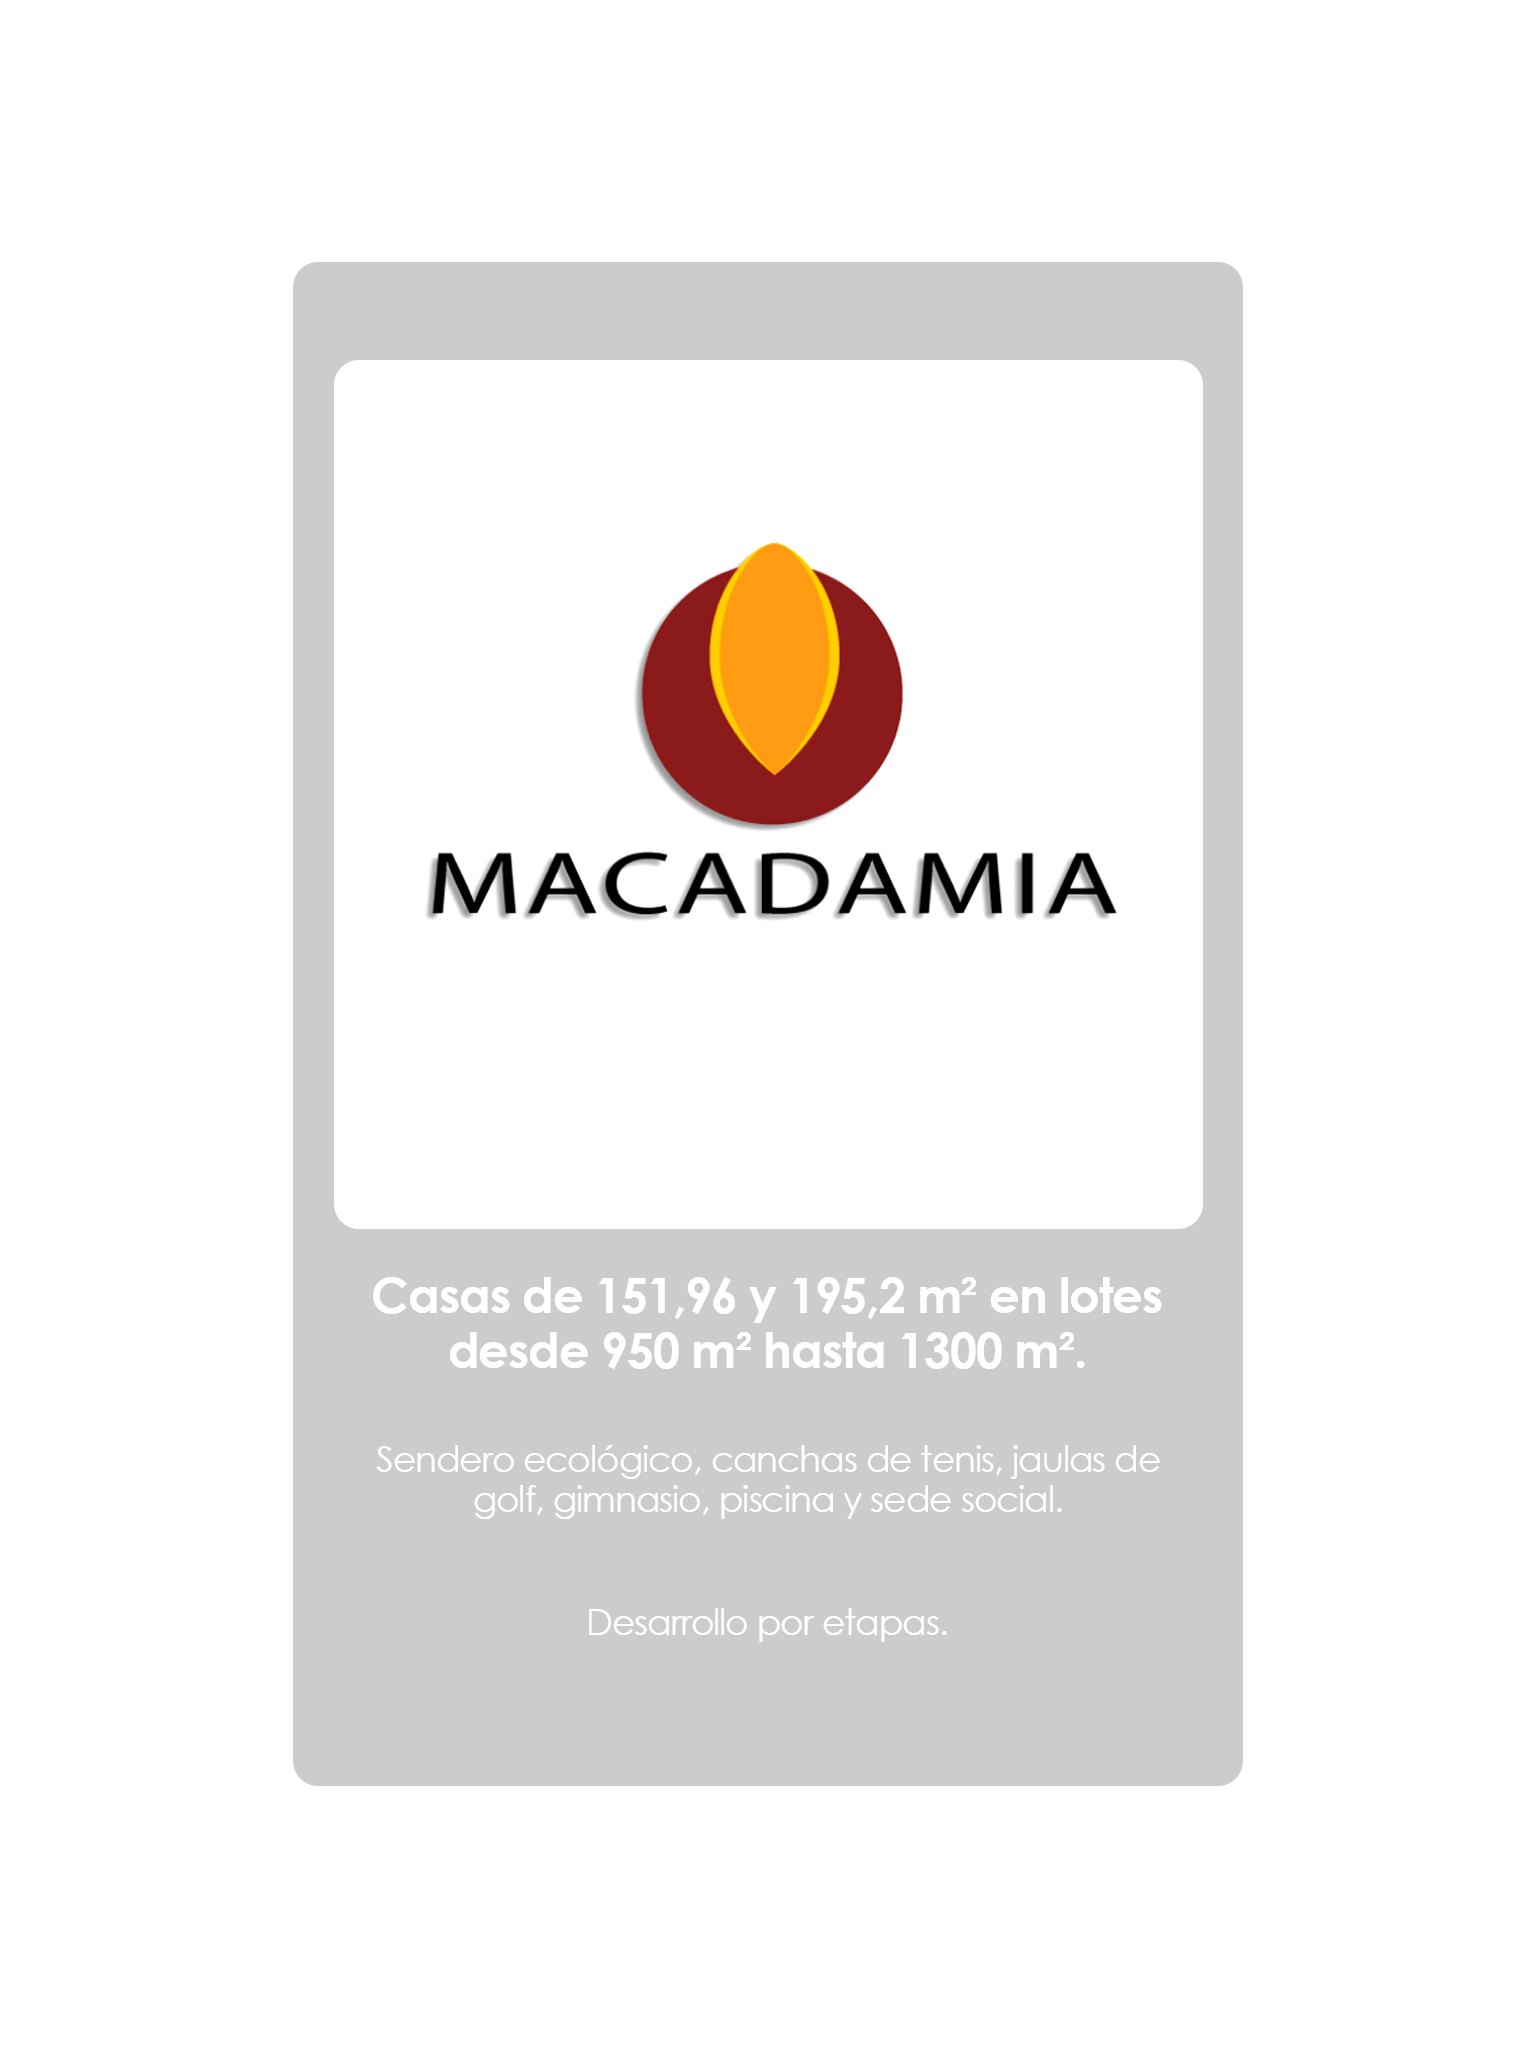 MACADAMIA
Casas de 151,96 y 195,2 m² en lotes
desde 950 m² hasta 1300 m².
Sendero ecológico, canchas de tenis, jaulas de
golf, gimnasio, piscina y sede social.
Desarrollo por etapas.